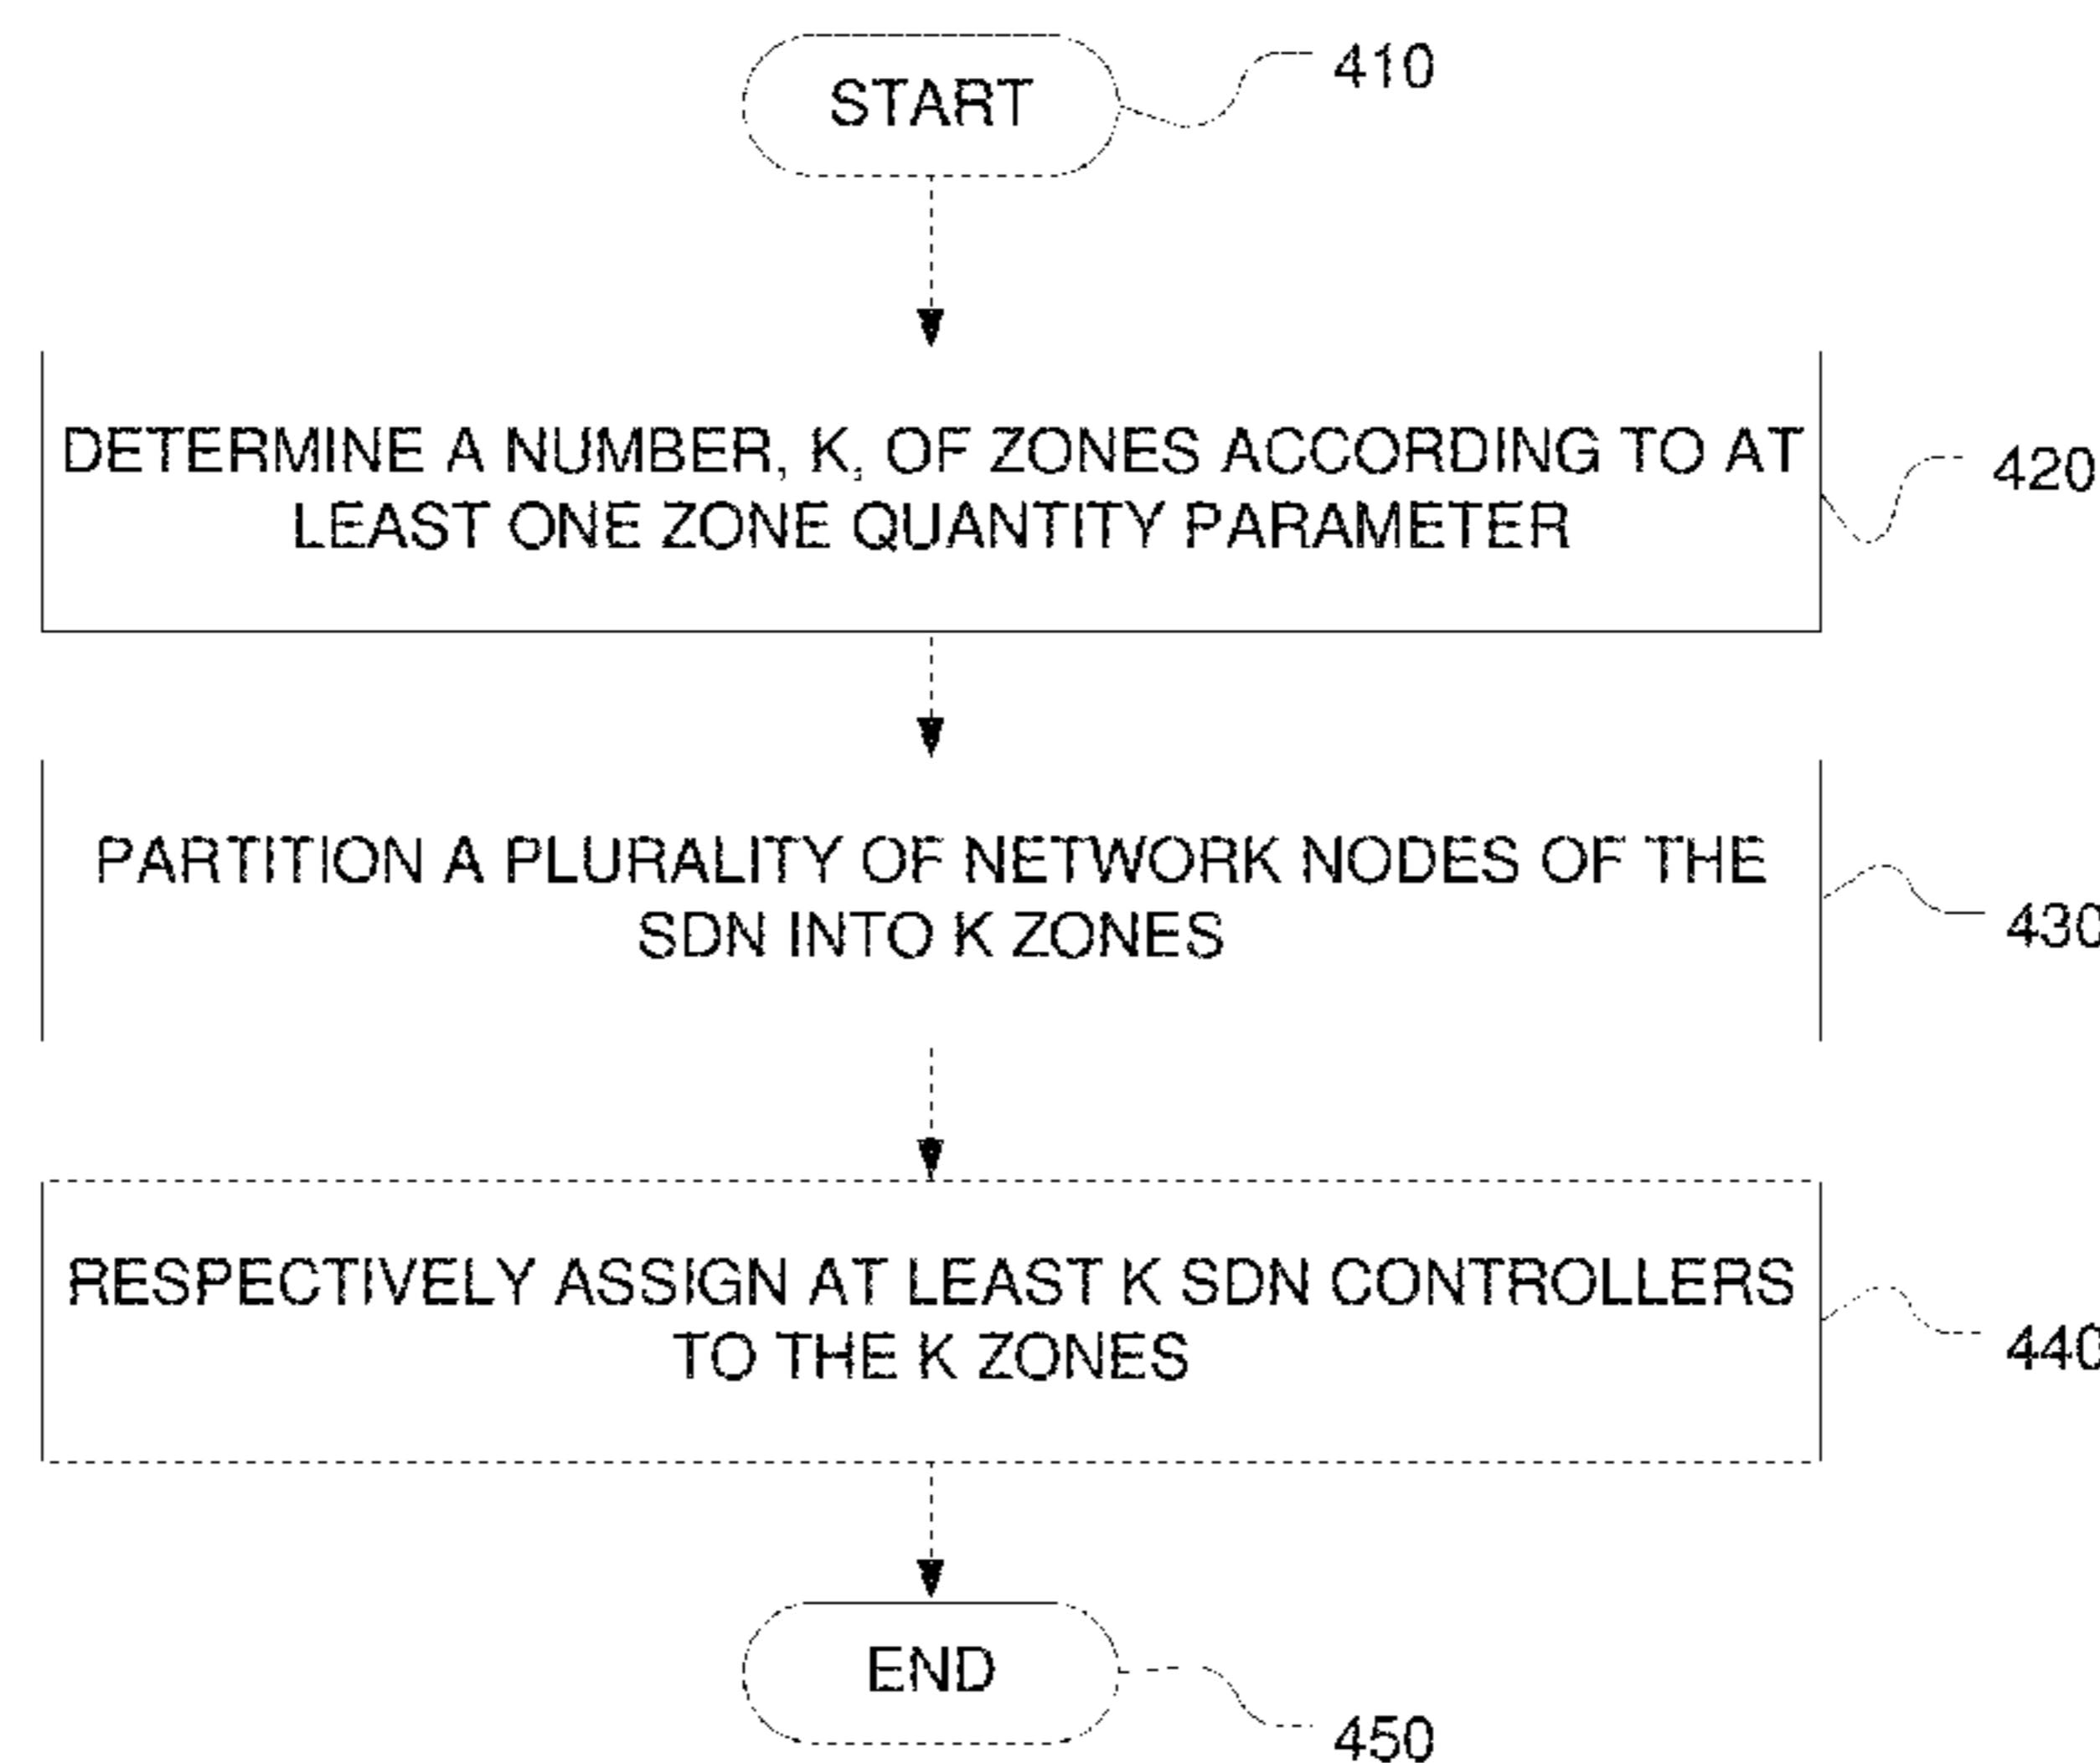 START
410
DETERMINE A NUMBER, K, OF ZONES ACCORDING TO AT
LEAST ONE ZONE QUANTITY PARAMETER
420
PARTITION A PLURALITY OF NETWORK NODES OF THE
SDN INTO K ZONES
430
RESPECTIVELY ASSIGN AT LEAST K SDN CONTROLLERS
TO THE K ZONES
440
END
450